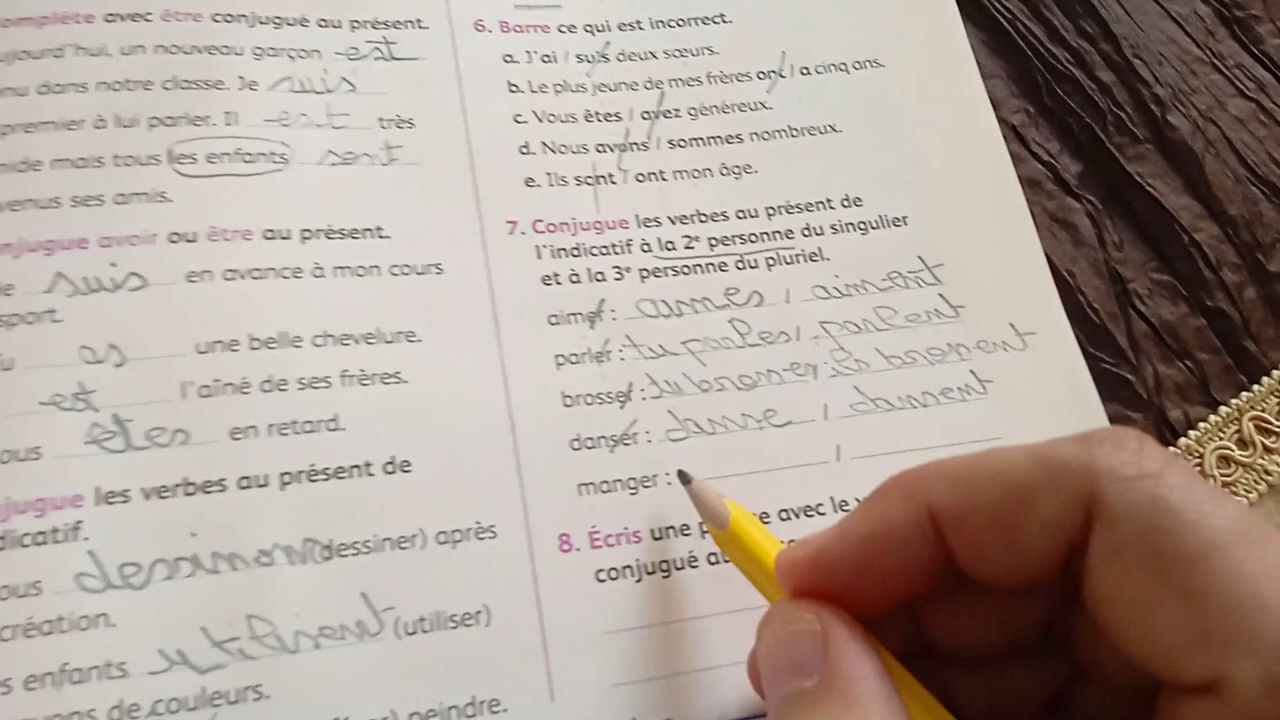 omplète avec être conjugué au présent.
ujourd'hui, un nouveau garçon est
nu dans notre classe. Je suis
premier à lui parler. Il est très
mide mais tous les enfants sont
venus ses amis.
njugue avoir ou être au présent.
e suis en avance à mon cours
sport.
u as une belle chevelure.
est l'aîné de ses frères.
ous êtes en retard.
jugue les verbes au présent de
dicatif.
ous (dessiner) après
création.
s enfants utilisent (utiliser)
yons de couleurs.
) peindre.
6. Barre ce qui est incorrect.
a. J'ai / suis deux sœurs.
b. Le plus jeune de mes frères ont / a cinq ans.
c. Vous êtes / avez généreux.
d. Nous avons / sommes nombreux.
e. Ils sont / ont mon âge.
7. Conjugue les verbes au présent de
l'indicatif à la 2e personne du singulier
et à la 3e personne du pluriel.
aimer : aimes / aiment
parler : tu parles / parlent
brosser : tu
danser : danse / dansent
manger : /
8. Écris une avec le
conjugué